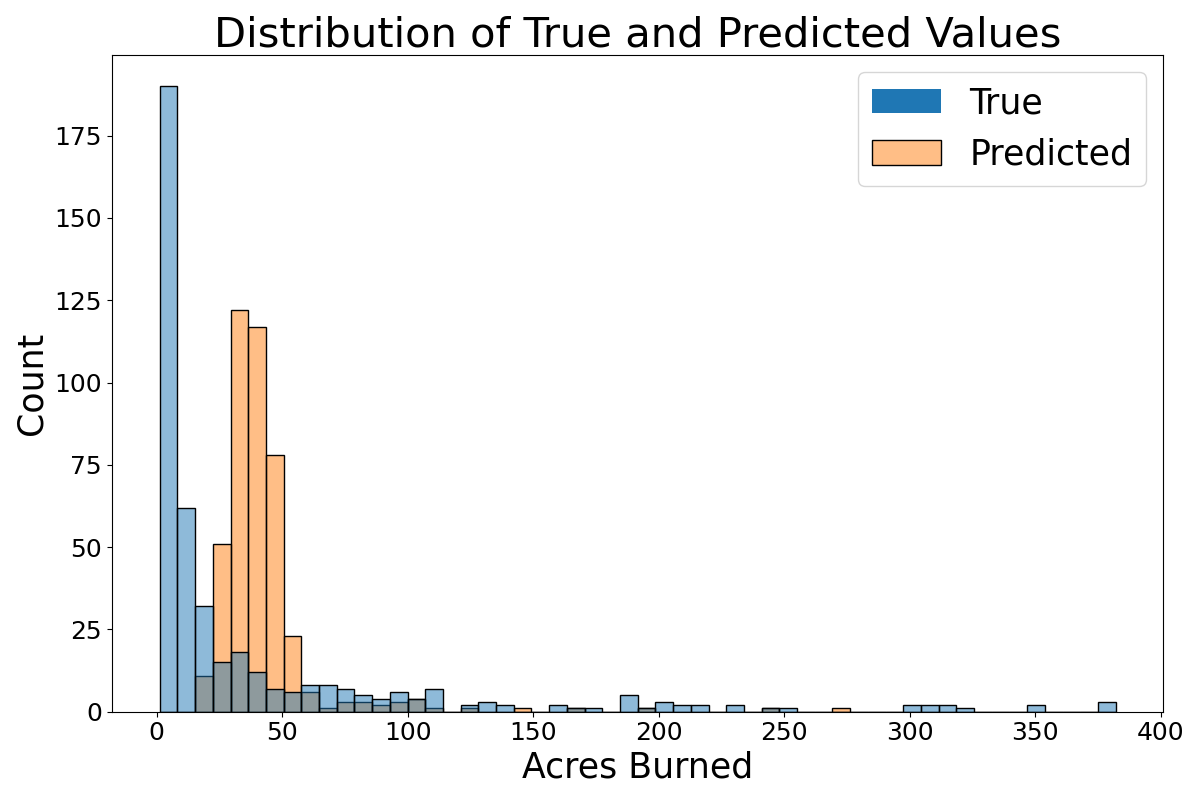 Distribution of True and Predicted Values
True
Predicted
Count
175
150
125
100
75
50
25
0
0 50 100 150 200 250 300 350 400
Acres Burned